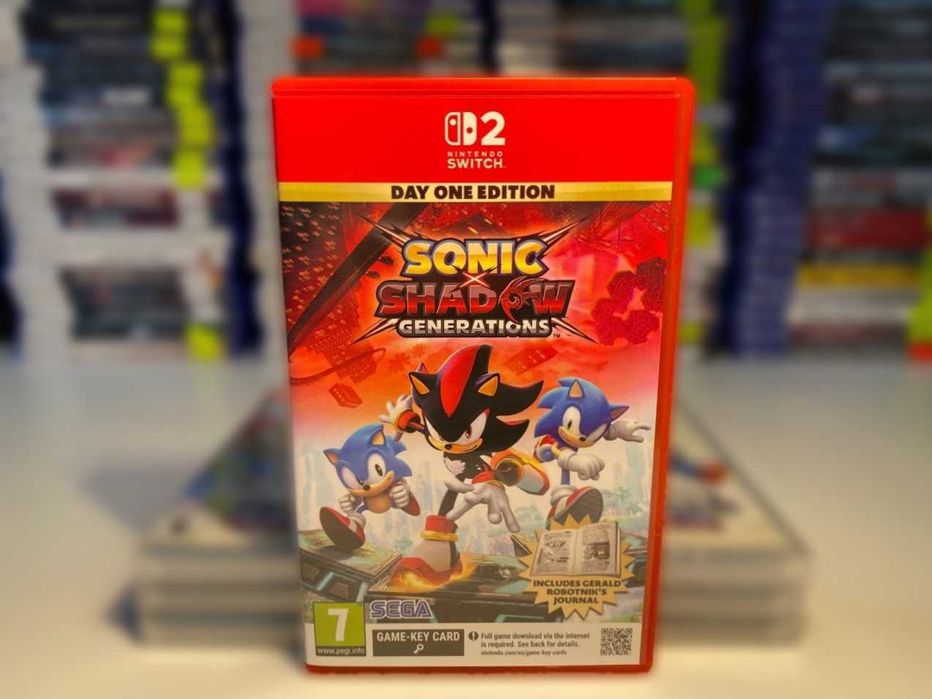 2
NINTENDO
SWITCH
DAY ONE EDITION
SONIC
×
SHADOW
GENERATIONS™
INCLUDES GERALD
ROBOTNIK'S
JOURNAL
7
www.pegi.info
SEGA
GAME-KEY CARD
Full game download via the internet
is required. See back for details.
nintendo.com/eu/game-key-cards